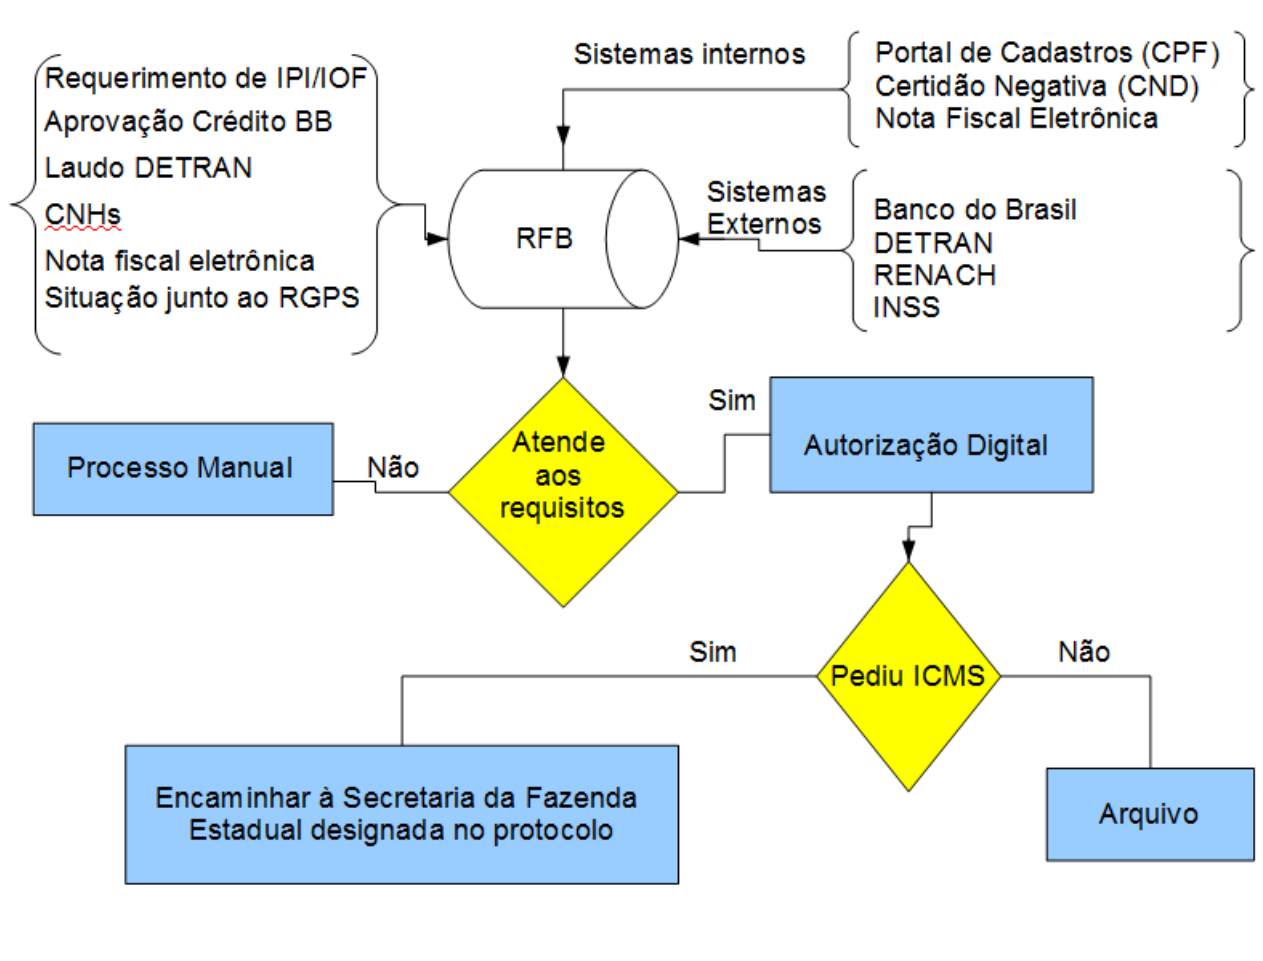 Requerimento de IPI/IOF
Aprovação Crédito BB
Laudo DETRAN
CNHs
Nota fiscal eletrônica
Situação junto ao RGPS
Sistemas internos
Portal de Cadastros (CPF)
Certidão Negativa (CND)
Nota Fiscal Eletrônica
RFB
Sistemas
Externos
Banco do Brasil
DETRAN
RENACH
INSS
Atende
aos
requisitos
Não
Processo Manual
Sim
Autorização Digital
Pediu ICMS
Sim
Encaminhar à Secretaria da Fazenda
Estadual designada no protocolo
Não
Arquivo